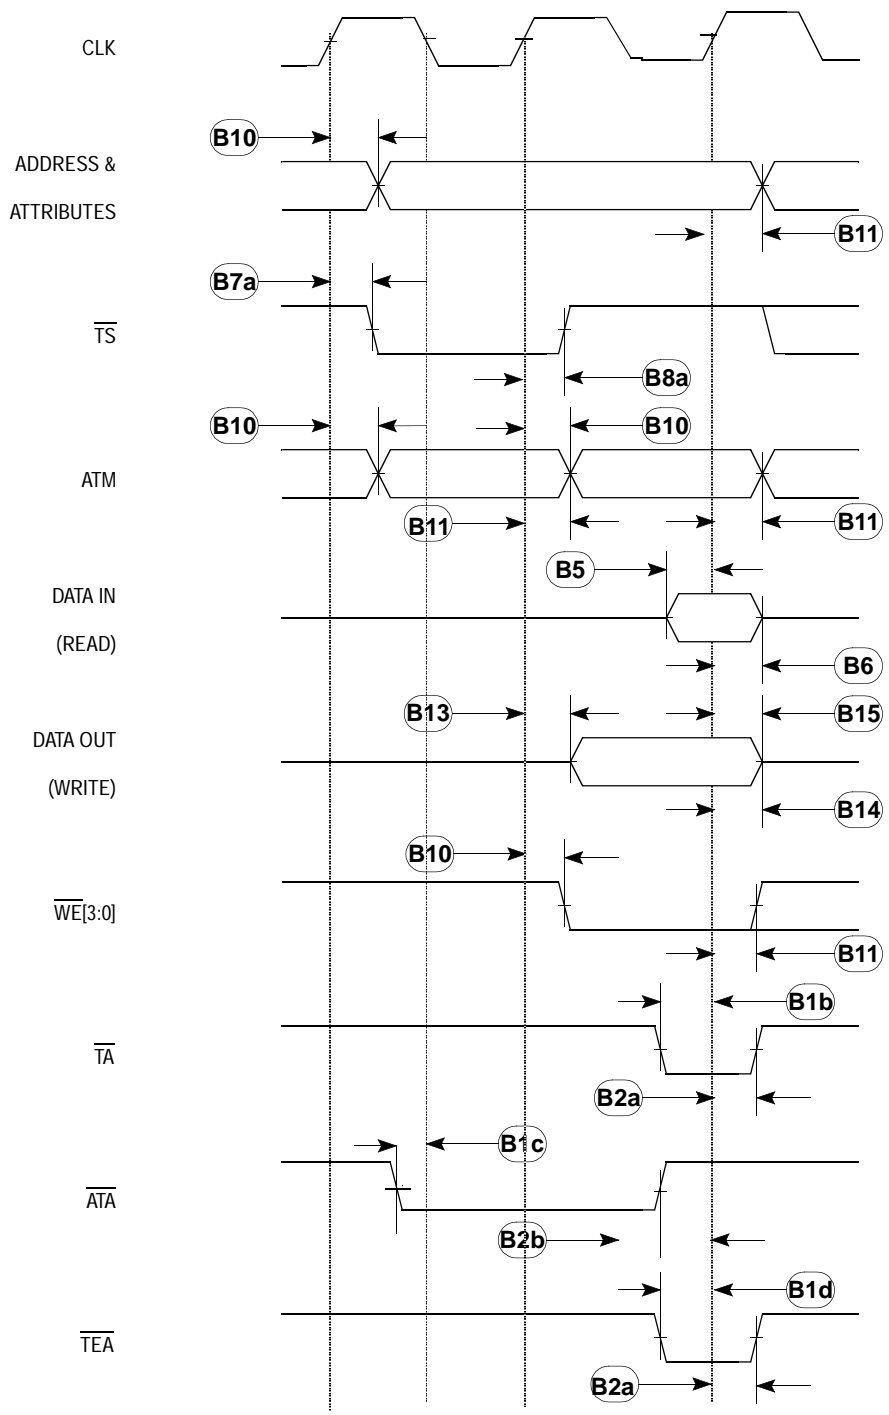 CLK
B10
ADDRESS &
ATTRIBUTES
B11
B7a
TS
B8a
B10
B10
ATM
B11
B11
B5
DATA IN
(READ)
B6
B13
B15
DATA OUT
(WRITE)
B14
B10
WE[3:0]
B11
B1b
TA
B2a
B1c
ATA
B2b
B1d
TEA
B2a